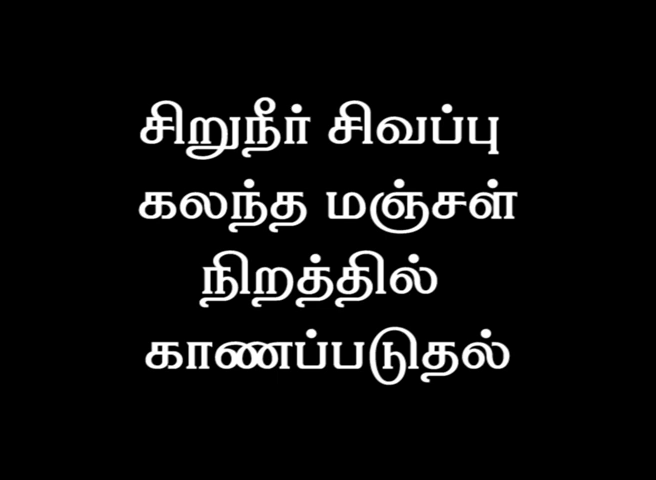 சிறுநீர் சிவப்பு
கலந்த மஞ்சள்
நிறத்தில்
காணப்படுதல்